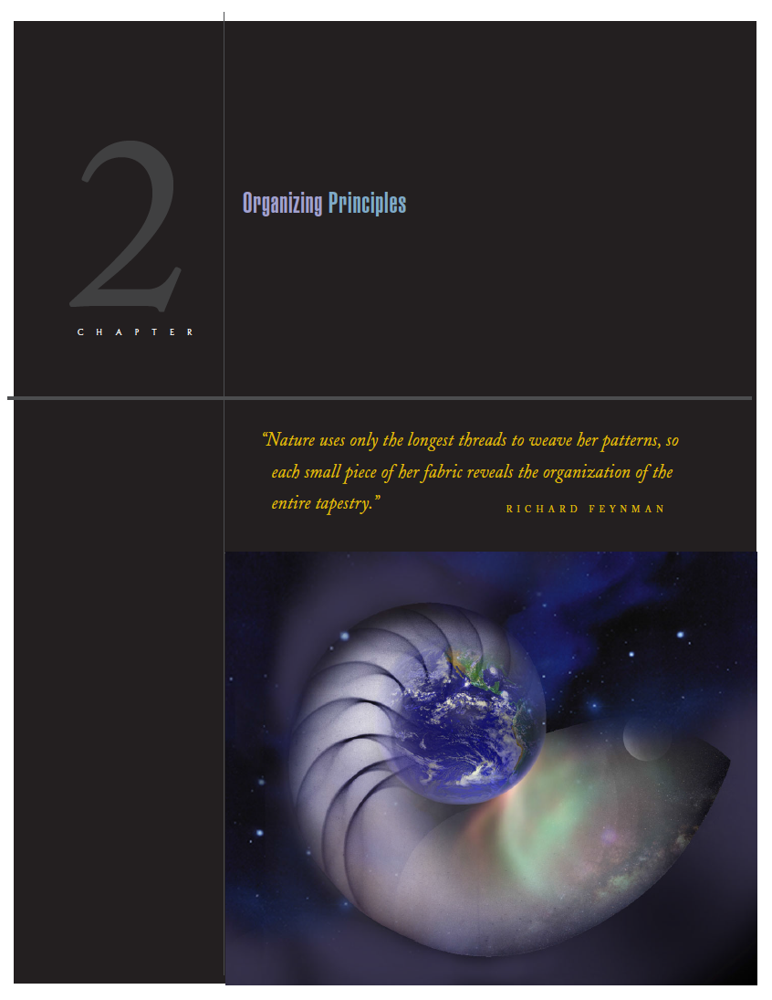 2
CHAPTER
Organizing Principles
“Nature uses only the longest threads to weave her patterns, so
each small piece of her fabric reveals the organization of the
entire tapestry.”
RICHARD FEYNMAN